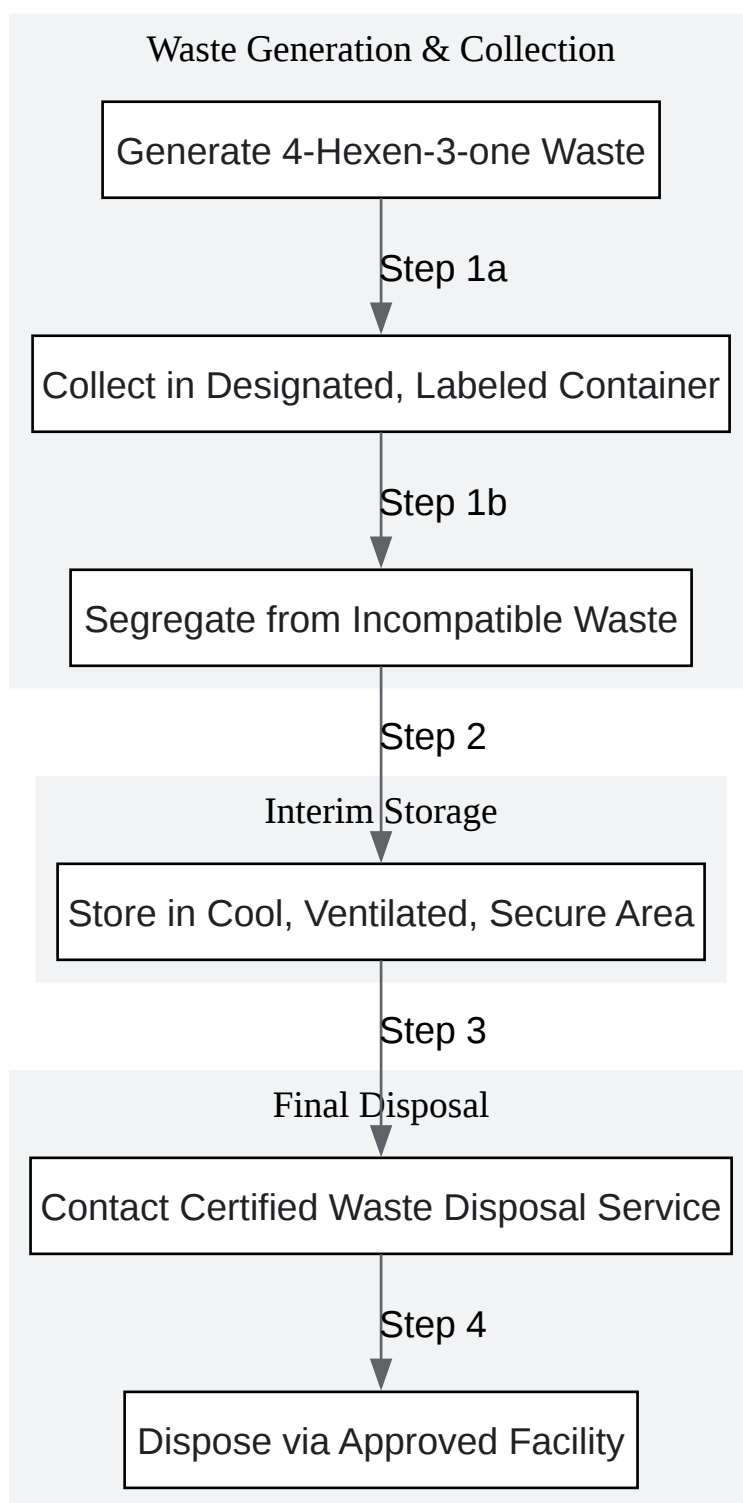 Waste Generation & Collection
Generate 4-Hexen-3-one Waste
Step 1a
Collect in Designated, Labeled Container
Step 1b
Segregate from Incompatible Waste
Step 2
Interim Storage
Store in Cool, Ventilated, Secure Area
Step 3
Final Disposal
Contact Certified Waste Disposal Service
Step 4
Dispose via Approved Facility